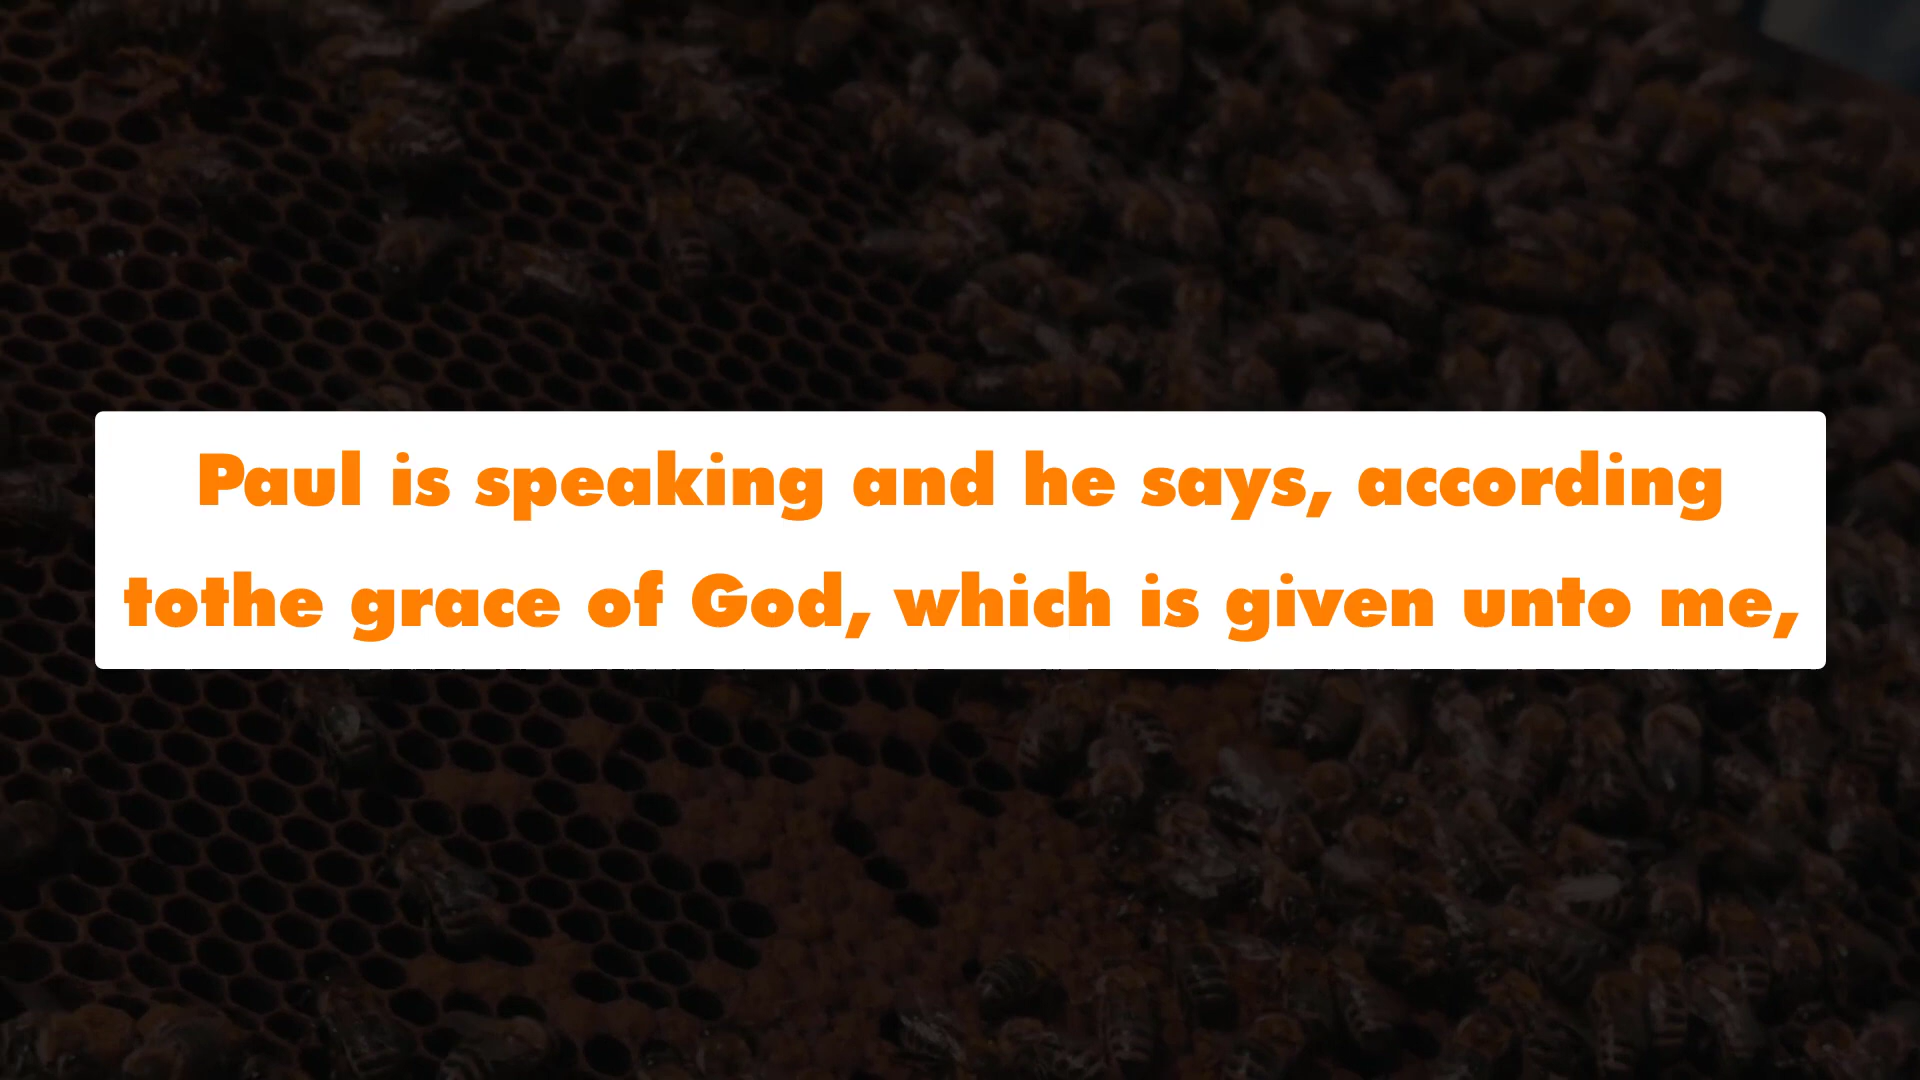 Paul is speaking and he says, according
tothe grace of God, which is given unto me,